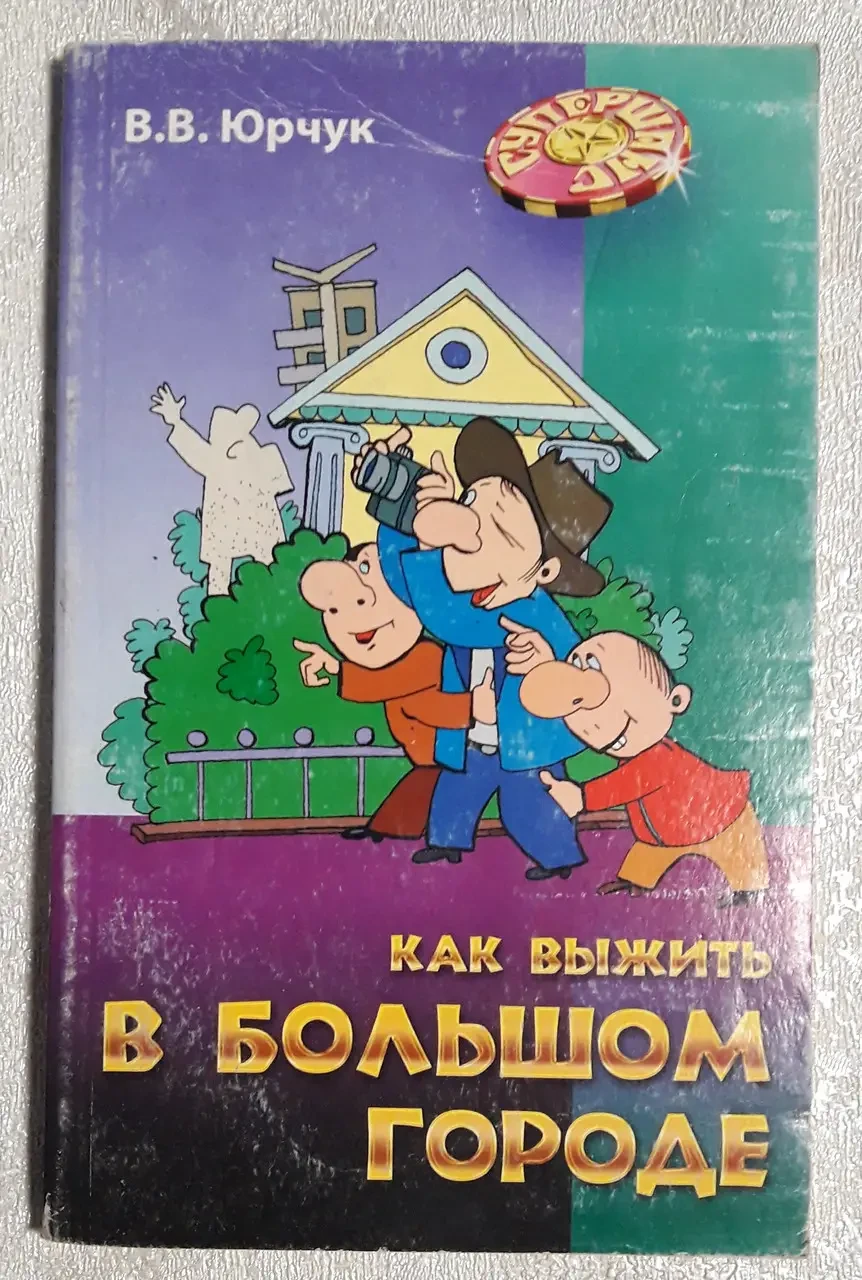 В.В. Юрчук
СУПЕРШАНС
КАК ВЫЖИТЬ
В БОЛЬШОМ
ГОРОДЕ